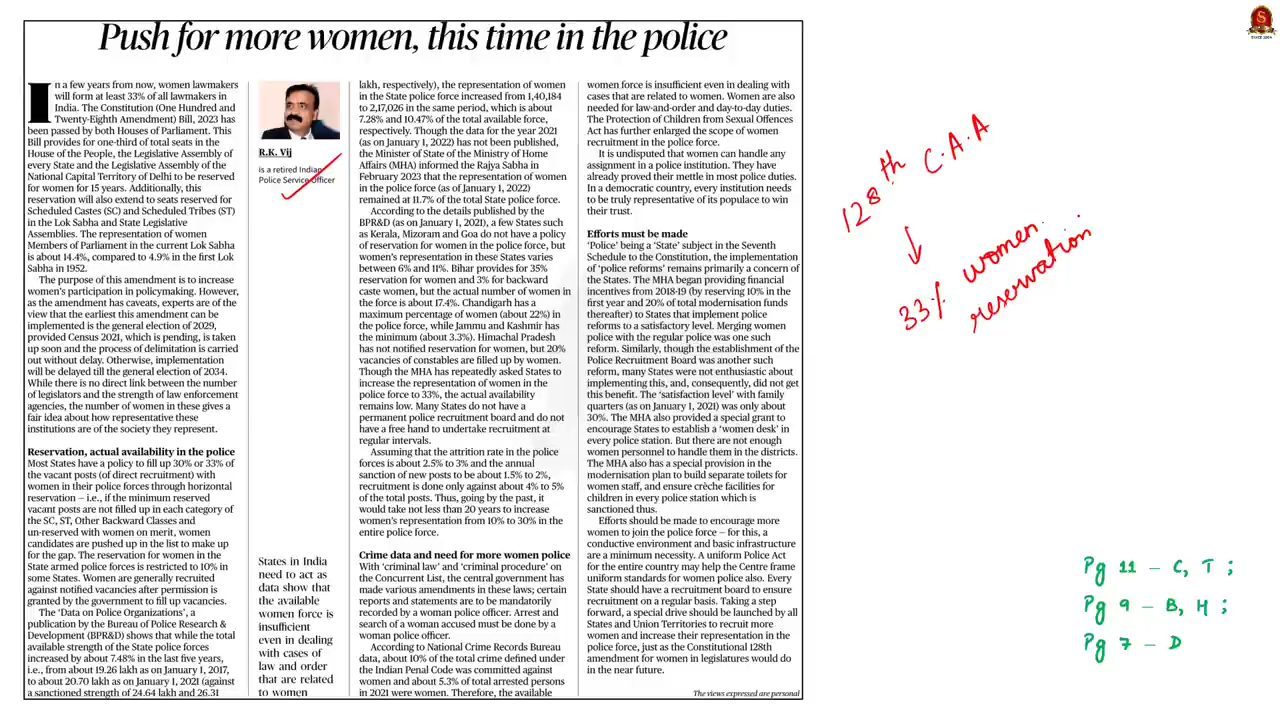 Push for more women, this time in the police
In a few years from now, women lawmakers
will form at least 33% of all lawmakers in
India. The Constitution (One Hundred and
Twenty-Eighth Amendment) Bill, 2023 has
been passed by both Houses of Parliament. This
Bill provides for one-third of total seats in the
House of the People, the Legislative Assembly of
every State and the Legislative Assembly of the
National Capital Territory of Delhi to be reserved
for women for 15 years. Additionally, this
reservation will also extend to seats reserved for
Scheduled Castes (SC) and Scheduled Tribes (ST)
in the Lok Sabha and State Legislative
Assemblies. The representation of women
Members of Parliament in the current Lok Sabha
is about 14.4%, compared to 4.9% in the first Lok
Sabha in 1952.
The purpose of this amendment is to increase
women's participation in policymaking. However,
as the amendment has caveats, experts are of the
view that the earliest this amendment can be
implemented is the general election of 2029,
provided Census 2021, which is pending, is taken
up soon and the process of delimitation is carried
out without delay. Otherwise, implementation
will be delayed till the general election of 2034.
While there is no direct link between the number
of legislators and the strength of law enforcement
agencies, the number of women in these gives a
fair idea about how representative these
institutions are of the society they represent.
Reservation, actual availability in the police
Most States have a policy to fill up 30% or 33% of
the vacant posts (of direct recruitment) with
women in their police forces through horizontal
reservation – i.e., if the minimum reserved
vacant posts are not filled up in each category of
the SC, ST, Other Backward Classes and
un-reserved with women on merit, women
candidates are pushed up in the list to make up
for the gap. The reservation for women in the
State armed police forces is restricted to 10% in
some States. Women are generally recruited
against notified vacancies after permission is
granted by the government to fill up vacancies.
The 'Data on Police Organizations', a
publication by the Bureau of Police Research &
Development (BPR&D) shows that while the total
available strength of the State police forces
increased by about 7.48% in the last five years,
i.e., from about 19.26 lakh as on January 1, 2017,
to about 20.70 lakh as on January 1, 2021 (against
a sanctioned strength of 24.64 lakh and 26.31
R.K. Vij
is a retired Indian
Police Service Officer
States in India
need to act as
data show that
the available
women force is
insufficient
even in dealing
with cases of
law and order
that are related
to women
lakh, respectively), the representation of women
in the State police force increased from 1,40,184
to 2,17,026 in the same period, which is about
7.28% and 10.47% of the total available force,
respectively. Though the data for the year 2021
(as on January 1, 2022) has not been published,
the Minister of State of the Ministry of Home
Affairs (MHA) informed the Rajya Sabha in
February 2023 that the representation of women
in the police force (as of January 1, 2022)
remained at 11.7% of the total State police force.
According to the details published by the
BPR&D (as on January 1, 2021), a few States such
as Kerala, Mizoram and Goa do not have a policy
of reservation for women in the police force, but
women's representation in these States varies
between 6% and 11%. Bihar provides for 35%
reservation for women and 3% for backward
caste women, but the actual number of women in
the force is about 17.4%. Chandigarh has a
maximum percentage of women (about 22%) in
the police force, while Jammu and Kashmir has
the minimum (about 3.3%). Himachal Pradesh
has not notified reservation for women, but 20%
vacancies of constables are filled up by women.
Though the MHA has repeatedly asked States to
increase the representation of women in the
police force to 33%, the actual availability
remains low. Many States do not have a
permanent police recruitment board and do not
have a free hand to undertake recruitment at
regular intervals.
Assuming that the attrition rate in the police
forces is about 2.5% to 3% and the annual
sanction of new posts to be about 1.5% to 2%,
recruitment is done only against about 4% to 5%
of the total posts. Thus, going by the past, it
would take not less than 20 years to increase
women's representation from 10% to 30% in the
entire police force.
Crime data and need for more women police
With 'criminal law' and 'criminal procedure' on
the Concurrent List, the central government has
made various amendments in these laws; certain
reports and statements are to be mandatorily
recorded by a woman police officer. Arrest and
search of a woman accused must be done by a
woman police officer.
According to National Crime Records Bureau
data, about 10% of the total crime defined under
the Indian Penal Code was committed against
women and about 5.3% of total arrested persons
in 2021 were women. Therefore, the available
women force is insufficient even in dealing with
cases that are related to women. Women are also
needed for law-and-order and day-to-day duties.
The Protection of Children from Sexual Offences
Act has further enlarged the scope of women
recruitment in the police force.
It is undisputed that women can handle any
assignment in a police institution. They have
already proved their mettle in most police duties.
In a democratic country, every institution needs
to be truly representative of its populace to win
their trust.
Efforts must be made
'Police' being a 'State' subject in the Seventh
Schedule to the Constitution, the implementation
of 'police reforms' remains primarily a concern of
the States. The MHA began providing financial
incentives from 2018-19 (by reserving 10% in the
first year and 20% of total modernisation funds
thereafter) to States that implement police
reforms to a satisfactory level. Merging women
police with the regular police was one such
reform. Similarly, though the establishment of the
Police Recruitment Board was another such
reform, many States were not enthusiastic about
implementing this, and, consequently, did not get
this benefit. The 'satisfaction level' with family
quarters (as on January 1, 2021) was only about
30%. The MHA also provided a special grant to
encourage States to establish a 'women desk' in
every police station. But there are not enough
women personnel to handle them in the districts.
The MHA also has a special provision in the
modernisation plan to build separate toilets for
women staff, and ensure crèche facilities for
children in every police station which is
sanctioned thus.
Efforts should be made to encourage more
women to join the police force – for this, a
conductive environment and basic infrastructure
are a minimum necessity. A uniform Police Act
for the entire country may help the Centre frame
uniform standards for women police also. Every
State should have a recruitment board to ensure
recruitment on a regular basis. Taking a step
forward, a special drive should be launched by all
States and Union Territories to recruit more
women and increase their representation in the
police force, just as the Constitutional 128th
amendment for women in legislatures would do
in the near future.
The views expressed are personal
128th C.A.A
↓
33% women
reservation
Pg 11 – C, T ;
Pg 9 – B, H ;
Pg 7 – D
S
SINCE 2004